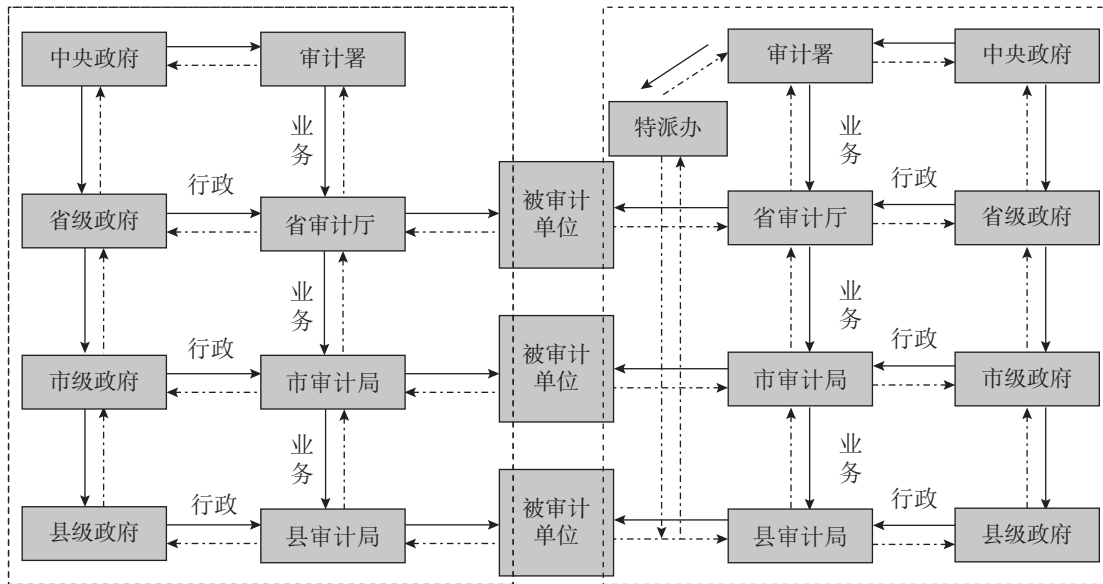 中央政府
审计署
审计署
中央政府
业
务
特派办
业
务
行政
被审计
单位
行政
省级政府
省审计厅
省审计厅
省级政府
业
务
业
务
行政
被审计
单位
行政
市级政府
市审计局
市审计局
市级政府
业
务
业
务
行政
被审计
单位
行政
县级政府
县审计局
县审计局
县级政府